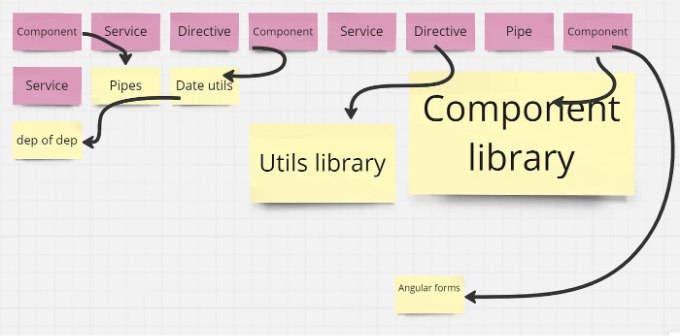 Component
Service
Directive
Component
Service
Directive
Pipe
Component
Service
Pipes
Date utils
dep of dep
Utils library
Component
library
Angular forms